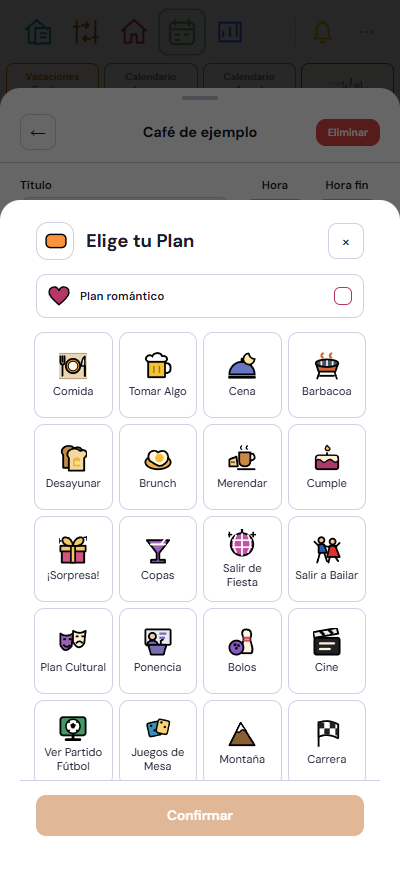 Vacaciones
Calendario
Calendario
←
Café de ejemplo
Eliminar
Título
Hora
Hora fin
Elige tu Plan
×
Plan romántico
Comida
Tomar Algo
Cena
Barbacoa
Desayunar
Brunch
Merendar
Cumple
¡Sorpresa!
Copas
Salir de
Fiesta
Salir a Bailar
Plan Cultural
Ponencia
Bolos
Cine
Ver Partido
Fútbol
Juegos de
Mesa
Montaña
Carrera
Confirmar